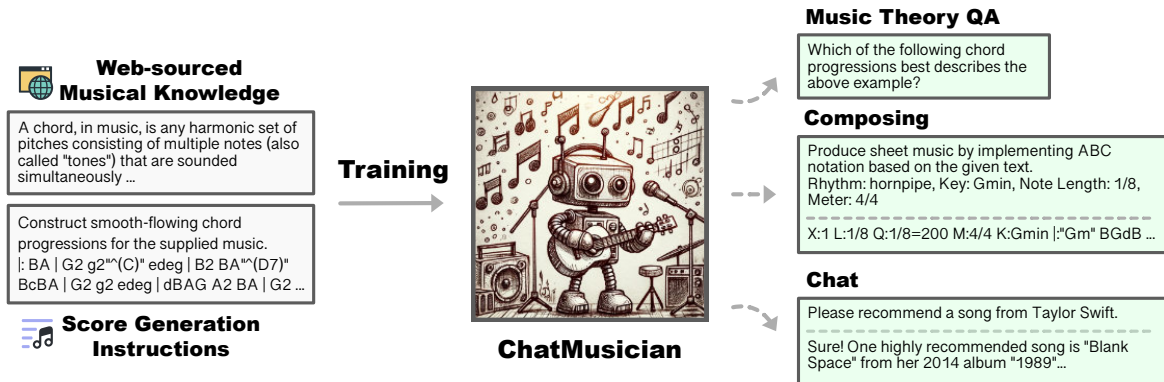 Web-sourced
Musical Knowledge
A chord, in music, is any harmonic set of
pitches consisting of multiple notes (also
called "tones") that are sounded
simultaneously ...
Construct smooth-flowing chord
progressions for the supplied music.
|: BA | G2 g2"^(C)" edeg | B2 BA"^(D7)"
BcBA | G2 g2 edeg | dBAG A2 BA | G2 ...
Score Generation
Instructions
Training
ChatMusician
Music Theory QA
Which of the following chord
progressions best describes the
above example?
Composing
Produce sheet music by implementing ABC
notation based on the given text.
Rhythm: hornpipe, Key: Gmin, Note Length: 1/8,
Meter: 4/4
X:1 L:1/8 Q:1/8=200 M:4/4 K:Gmin |:"Gm" BGdB ...
Chat
Please recommend a song from Taylor Swift.
Sure! One highly recommended song is "Blank
Space" from her 2014 album "1989"...